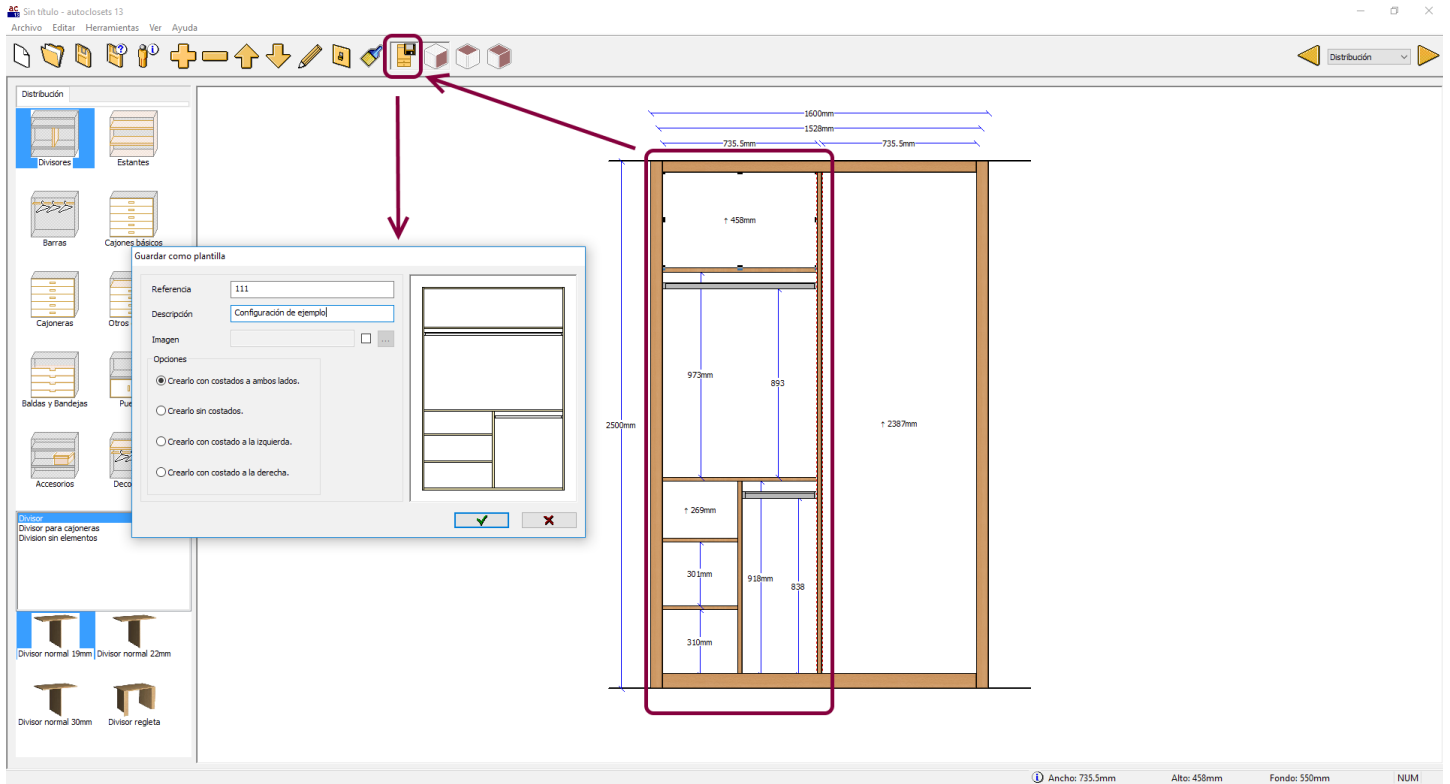 ac
13
Sin título - autoclosets 13
Archivo Editar Herramientas Ver Ayuda
Distribución
Distribución
Divisores Estantes
Barras Cajones básicos
Cajoneras Otros
Baldas y Bandejas Pue
Accesorios Deco
Divisor
Divisor para cajoneras
Division sin elementos
Divisor normal 19mm Divisor normal 22mm
Divisor normal 30mm Divisor regleta
Guardar como plantilla
Referencia 111
Descripción Configuración de ejemplo
Imagen ...
Opciones
Crearlo con costados a ambos lados.
Crearlo sin costados.
Crearlo con costado a la izquierda.
Crearlo con costado a la derecha.
1600mm
1528mm
735.5mm 735.5mm
↑ 458mm
973mm
893
2500mm
↑ 2387mm
↑ 269mm
301mm
918mm
838
310mm
Ancho: 735.5mm Alto: 458mm Fondo: 550mm NUM